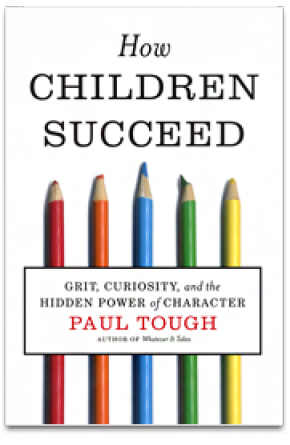 How
CHILDREN
SUCCEED
GRIT, CURIOSITY, and the
HIDDEN POWER of CHARACTER
PAUL TOUGH
AUTHOR OF Whatever It Takes